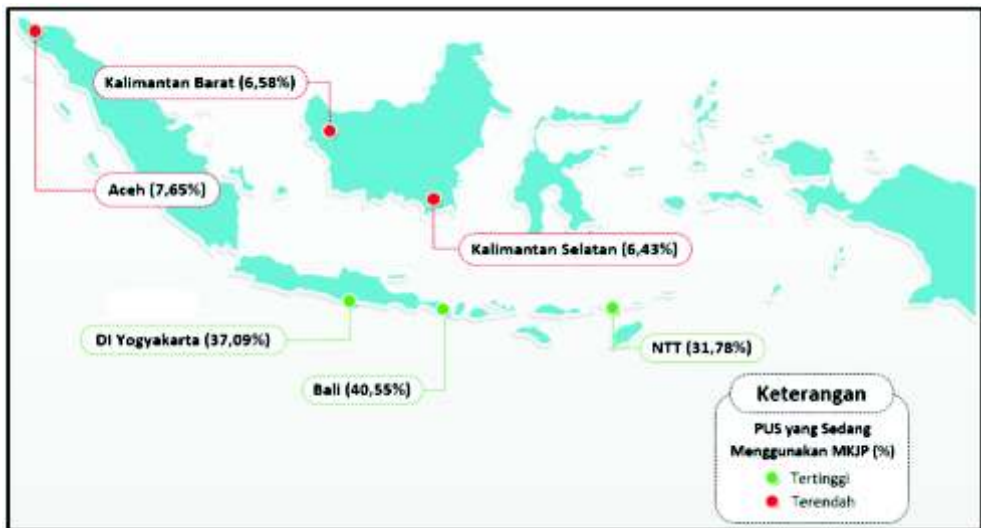 Kalimantan Barat (6,58%)
Aceh (7,65%)
Kalimantan Selatan (6,43%)
DI Yogyakarta (37,09%)
NTT (31,78%)
Bali (40,55%)
Keterangan
PUS yang Sedang
Menggunakan MKJP (%)
Tertinggi
Terendah